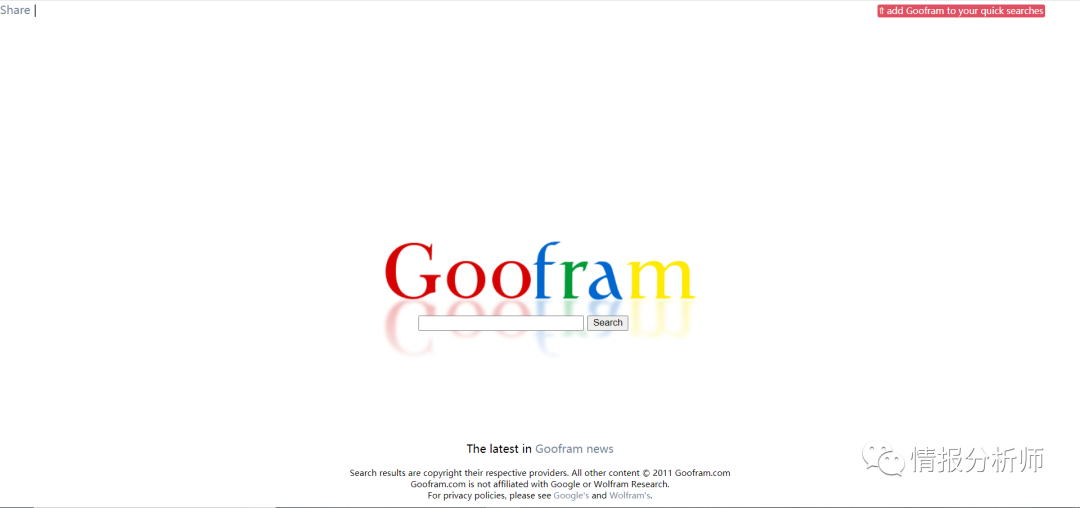 Share |
⇑ add Goofram to your quick searches
Goofram
Search
The latest in Goofram news
Search results are copyright their respective providers. All other content © 2011 Goofram.com
Goofram.com is not affiliated with Google or Wolfram Research.
For privacy policies, please see Google's and Wolfram's.
情报分析师